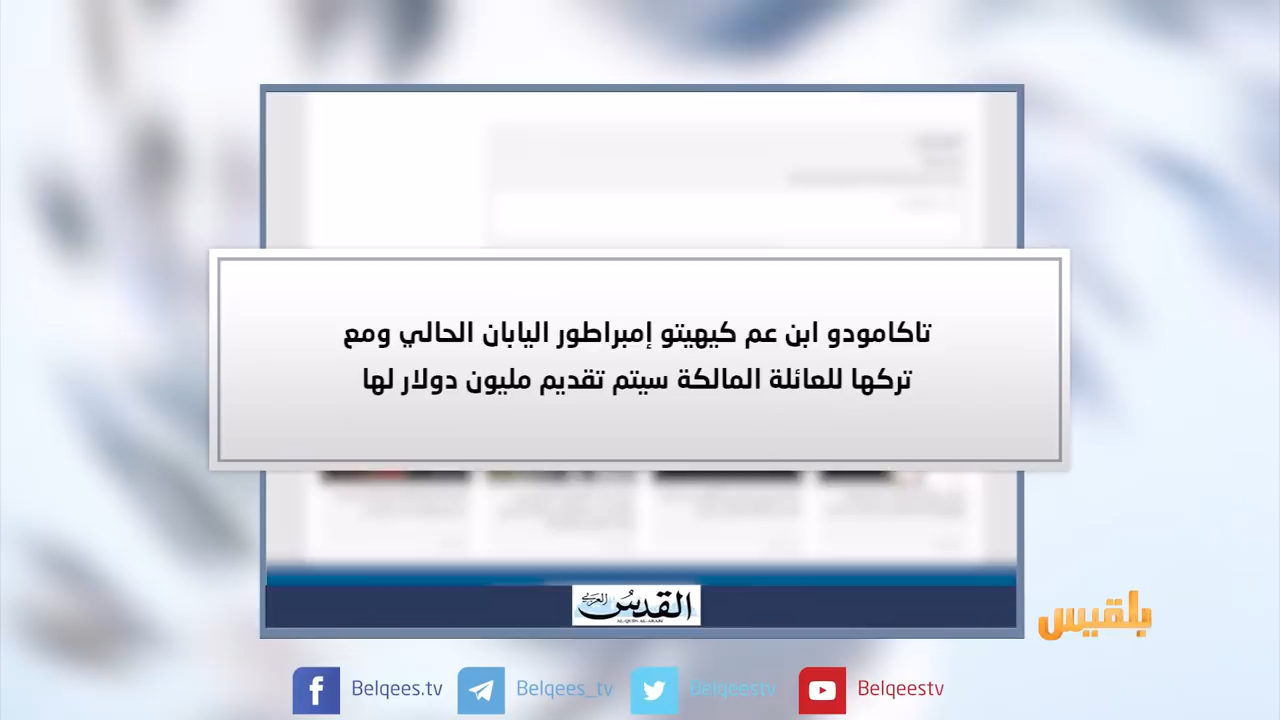 تاكامودو ابن عم كيهيتو إمبراطور اليابان الحالي ومع
تركها للعائلة المالكة سيتم تقديم مليون دولار لها
القدس العربي
AL-QUDS AL-ARABI
بلقيس
Belqees.tv
Belqees_tv
Belqeestv
Belqeestv